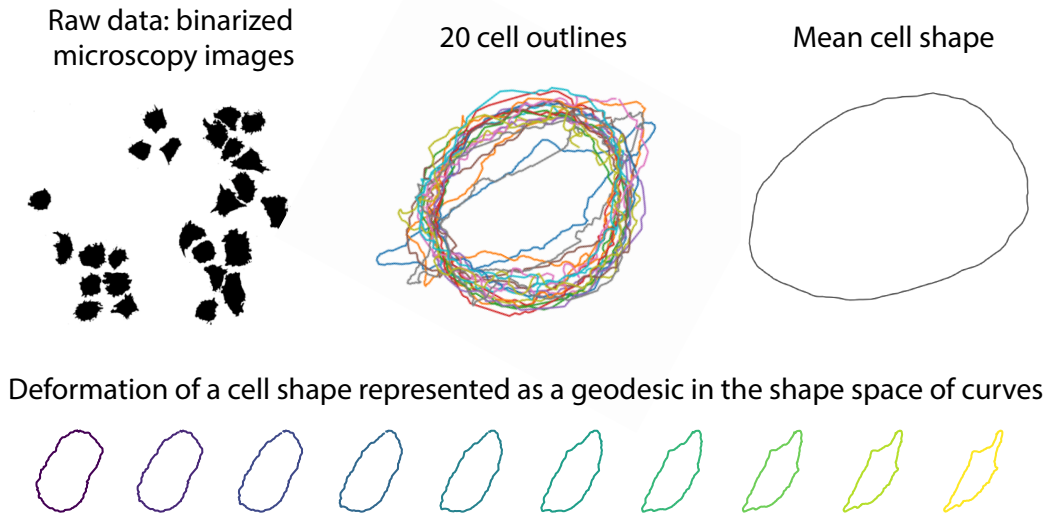 Raw data: binarized
microscopy images
20 cell outlines
Mean cell shape
Deformation of a cell shape represented as a geodesic in the shape space of curves